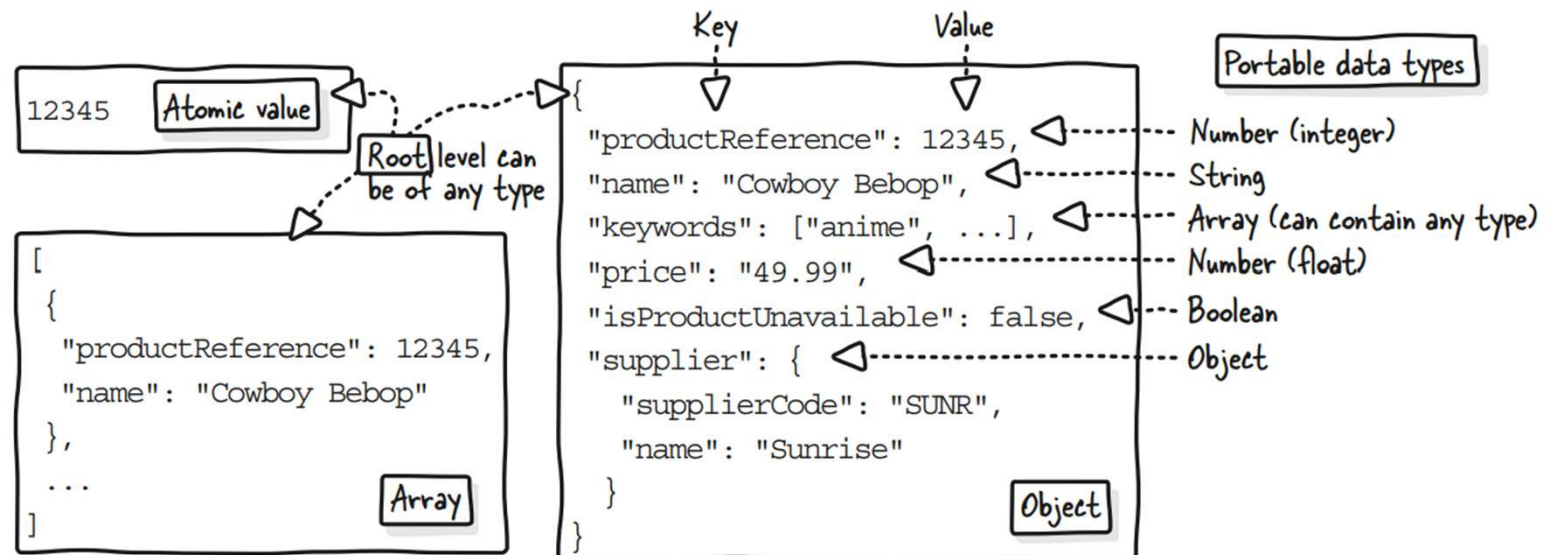 Key
Value
Portable data types
12345
Atomic value
Root level can
be of any type
{
"productReference": 12345,
"name": "Cowboy Bebop",
"keywords": ["anime", ...],
"price": "49.99",
"isProductUnavailable": false,
"supplier": {
"supplierCode": "SUNR",
"name": "Sunrise"
}
}
Object
Number (integer)
String
Array (can contain any type)
Number (float)
Boolean
Object
[
{
"productReference": 12345,
"name": "Cowboy Bebop"
},
...
]
Array